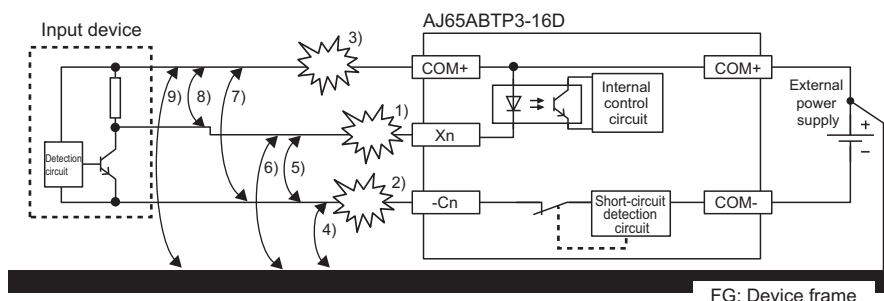 AJ65ABTP3-16D
Input device
3)
COM+
COM+
9)
8)
7)
Internal
control
circuit
External
power
supply
+
−
1)
Xn
6)
5)
Detection
circuit
2)
-Cn
Short-circuit
detection
circuit
COM-
4)
FG: Device frame